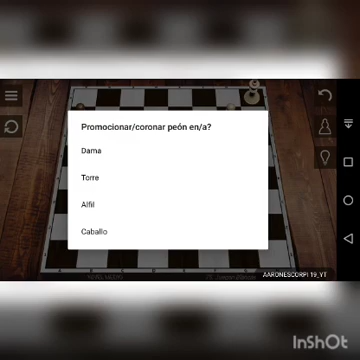 Promocionar/coronar peón en/a?
Dama
Torre
Alfil
Caballo
AARONESCORPI 19_YT
InShOt